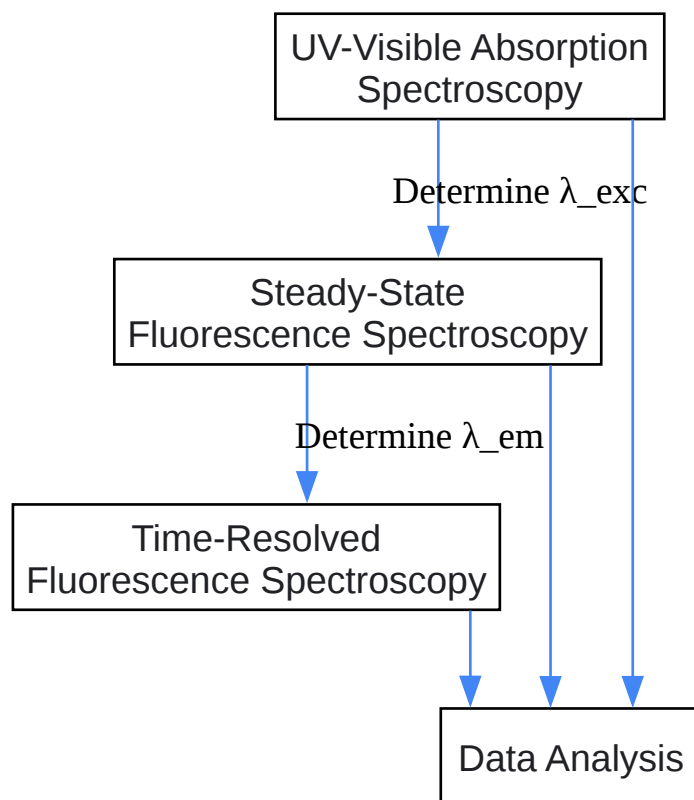 UV-Visible Absorption
Spectroscopy
Determine λ_exc
Steady-State
Fluorescence Spectroscopy
Determine λ_em
Time-Resolved
Fluorescence Spectroscopy
Data Analysis